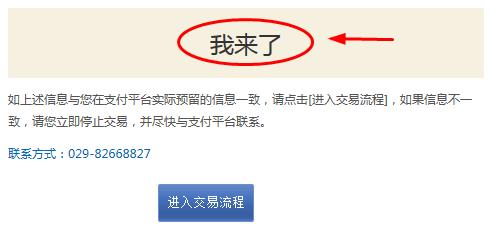 我来了
如上述信息与您在支付平台实际预留的信息一致，请点击[进入交易流程]，如果信息不一
致，请您立即停止交易，并尽快与支付平台联系。
联系方式：029-82668827
进入交易流程